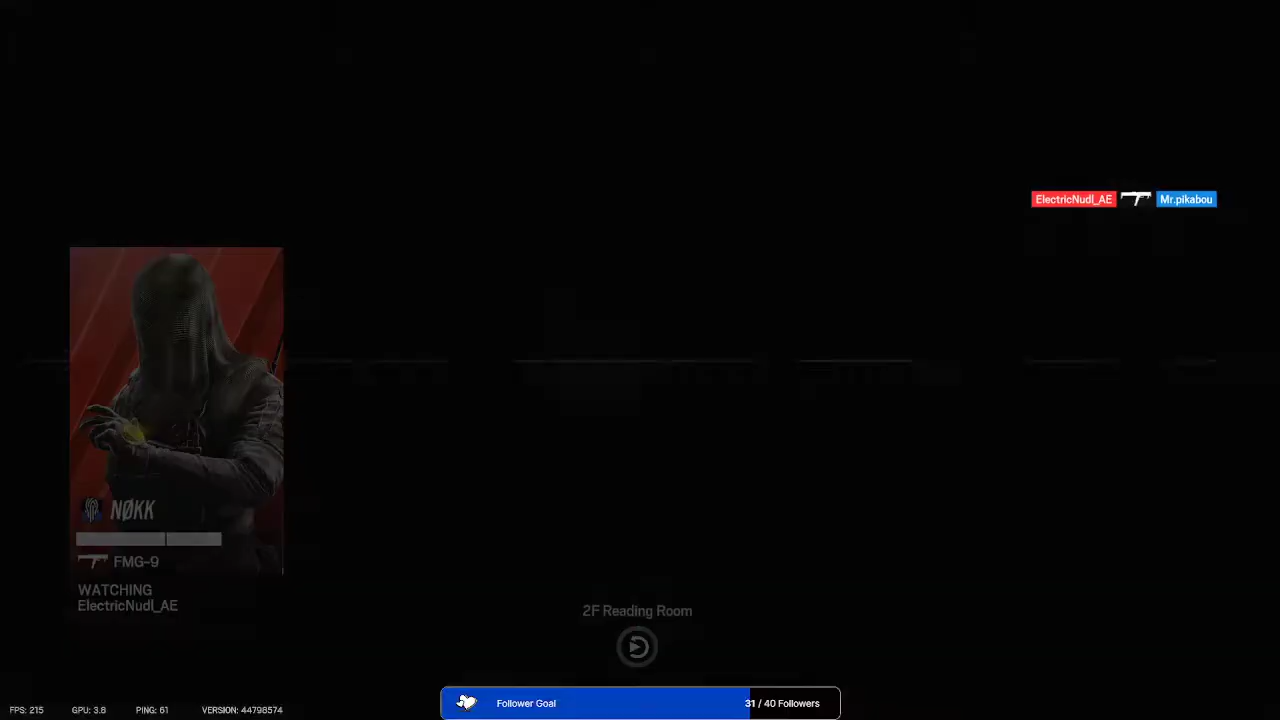 ElectricNudl_AE Mr.pikabou
NØKK
FMG-9
WATCHING
ElectricNudl_AE
2F Reading Room
Follower Goal 31 / 40 Followers
FPS: 215 GPU: 3.8 PING: 61 VERSION: 44798574